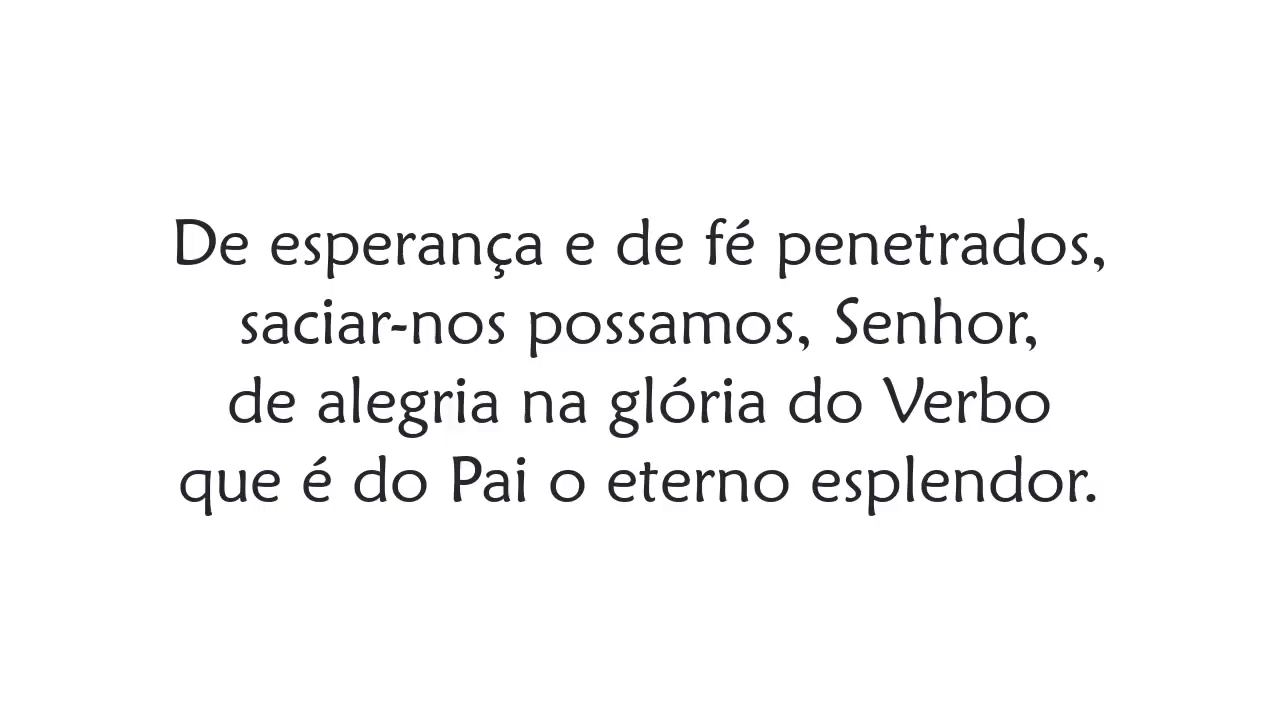 De esperança e de fé penetrados,
saciar-nos possamos, Senhor,
de alegria na glória do Verbo
que é do Pai o eterno esplendor.